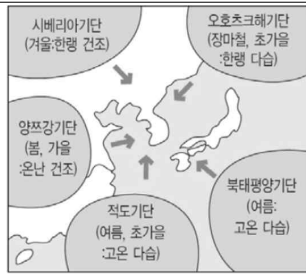 시베리아기단
(겨울:한랭 건조)
오호츠크해기단
(장마철, 초가을
:한랭 다습)
양쯔강기단
(봄, 가을
:온난 건조)
북태평양기단
(여름:
고온 다습)
적도기단
(여름, 초가을
:고온 다습)